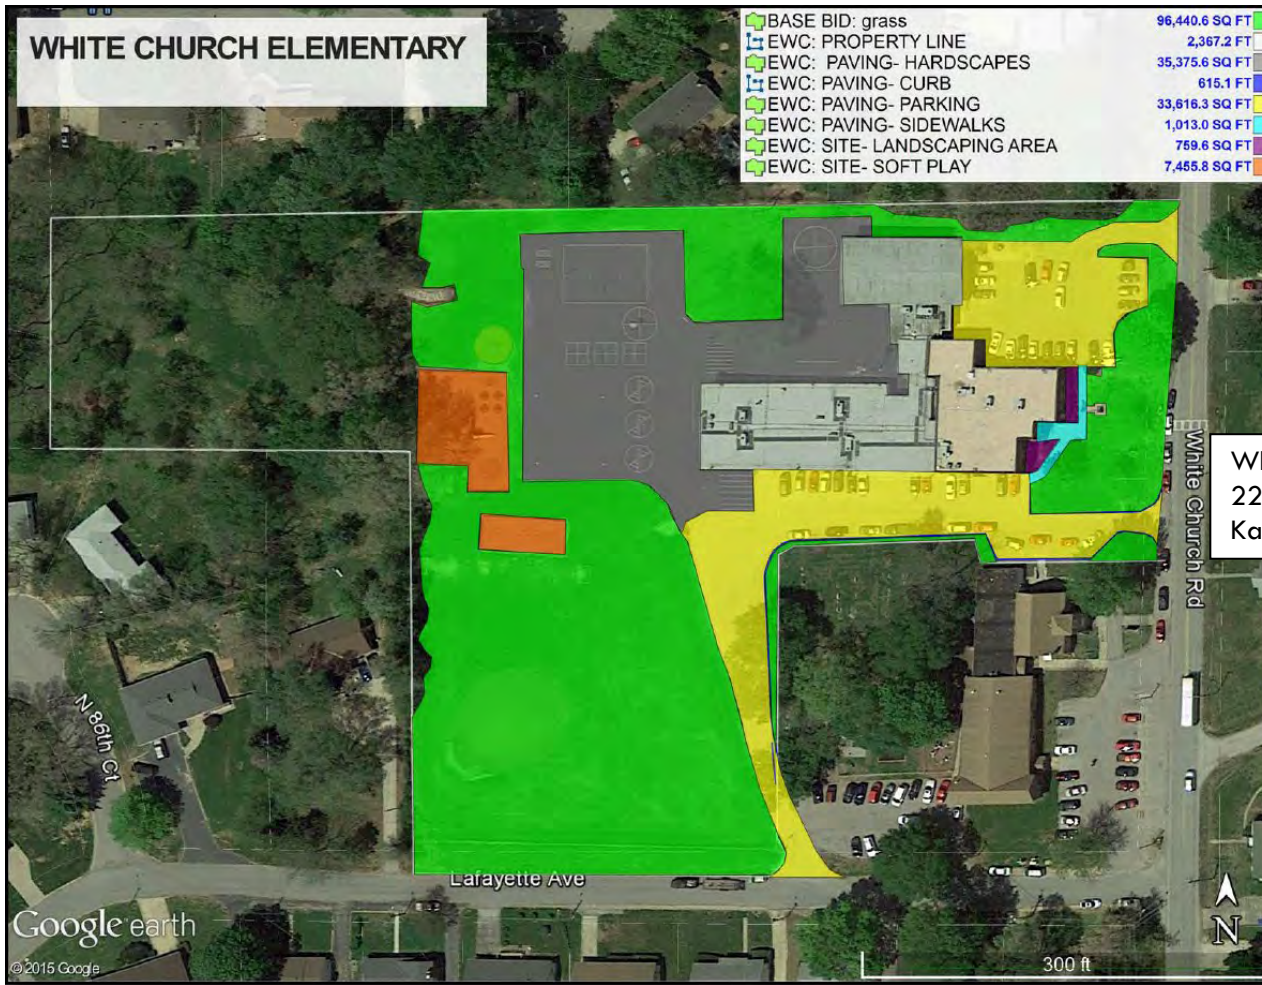 WHITE CHURCH ELEMENTARY
BASE BID: grass 96,440.6 SQ FT
EWC: PROPERTY LINE 2,367.2 FT
EWC: PAVING- HARDSCAPES 35,375.6 SQ FT
EWC: PAVING- CURB 615.1 FT
EWC: PAVING- PARKING 33,616.3 SQ FT
EWC: PAVING- SIDEWALKS 1,013.0 SQ FT
EWC: SITE- LANDSCAPING AREA 759.6 SQ FT
EWC: SITE- SOFT PLAY 7,455.8 SQ FT
White Church Rd
22
Ka
N 86th Ct
Lafayette Ave
Google earth
© 2015 Google
N
300 ft